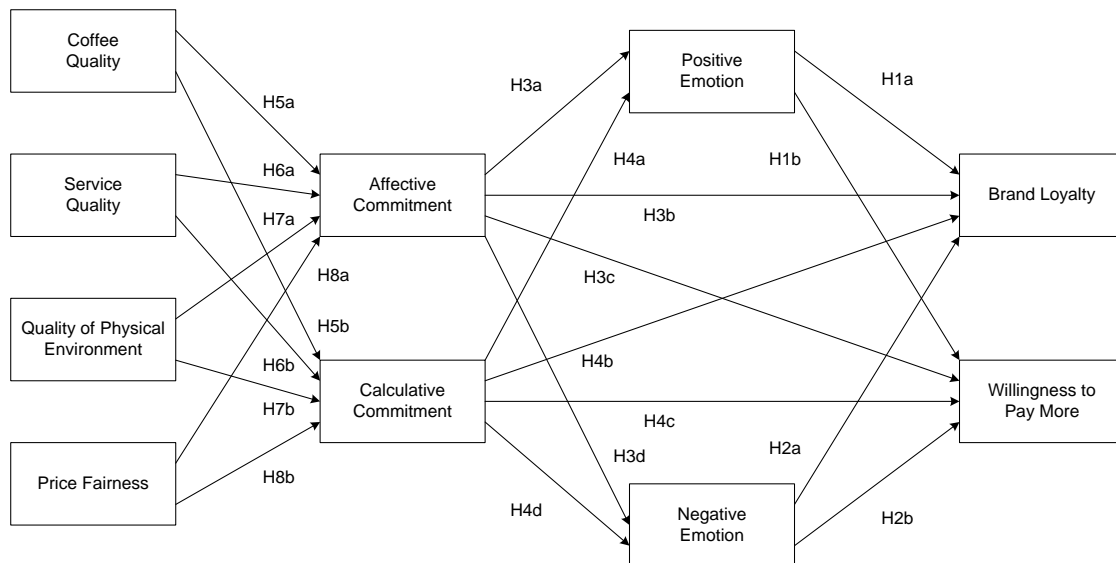 Coffee
Quality
Service
Quality
Quality of Physical
Environment
Price Fairness
H5a
H6a
H7a
H8a
H5b
H6b
H7b
H8b
Affective
Commitment
Calculative
Commitment
H3a
H4a
H3b
H3c
H4b
H4c
H3d
H4d
Positive
Emotion
Negative
Emotion
H1a
H1b
H2a
H2b
Brand Loyalty
Willingness to
Pay More